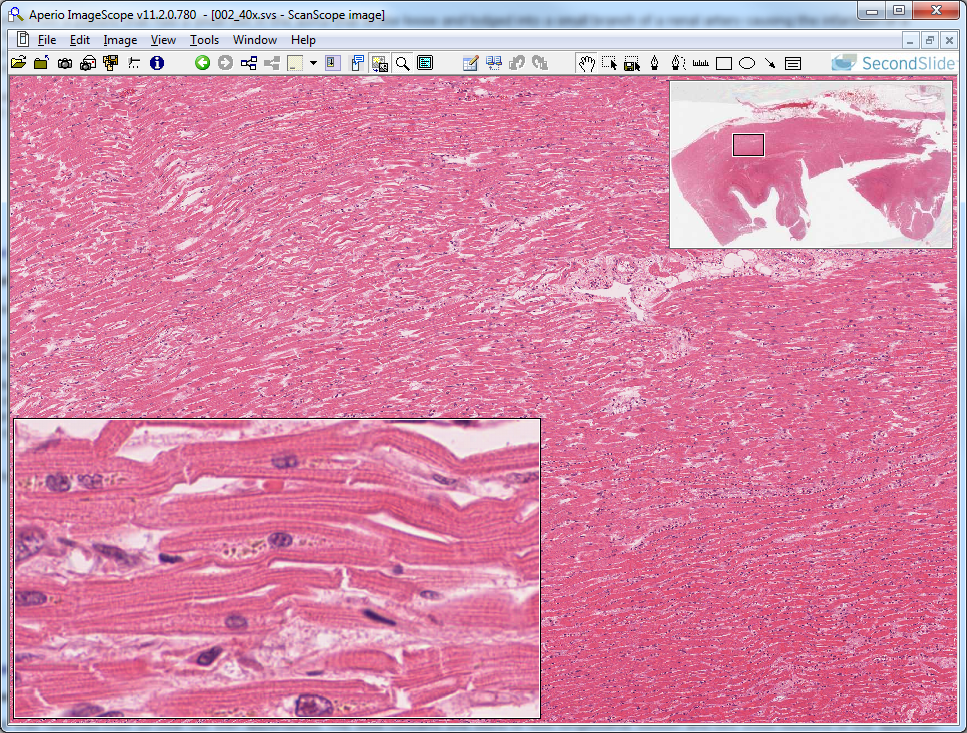 Aperio ImageScope v11.2.0.780 - [002_40x.svs - ScanScope image]
File Edit Image View Tools Window Help
SecondSlide